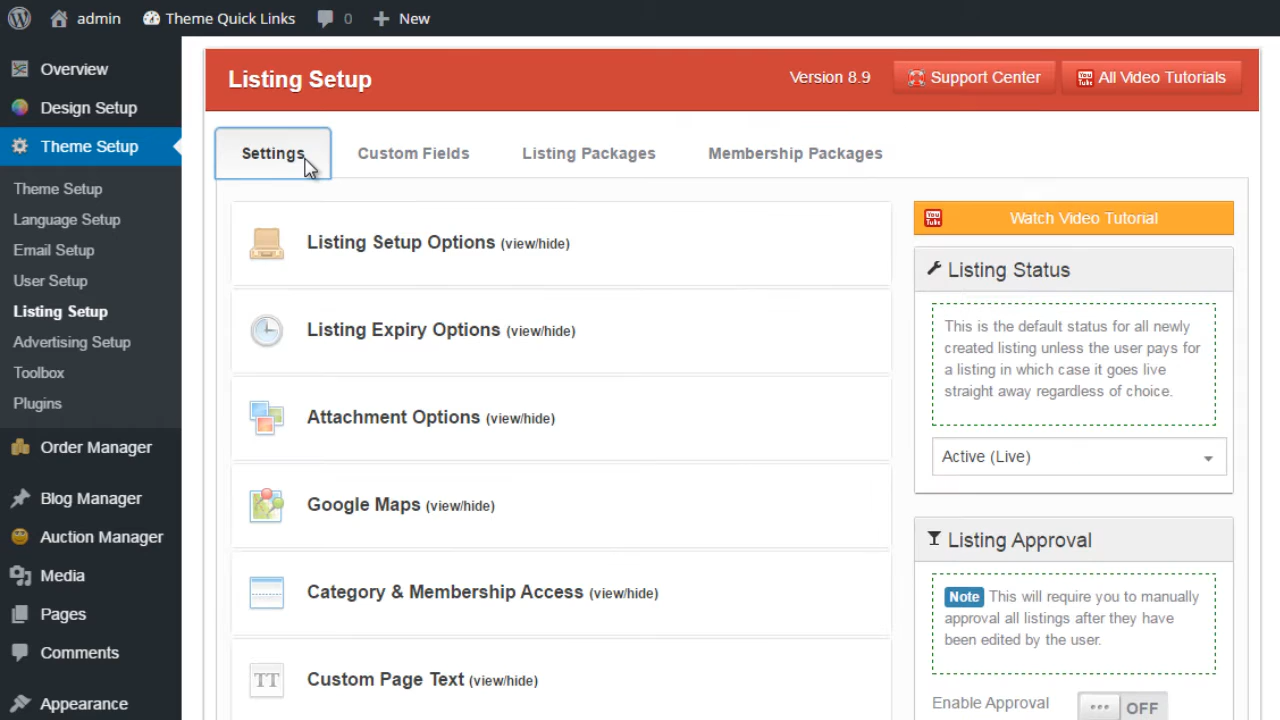 admin
Theme Quick Links
0
New
Overview
Design Setup
Theme Setup
Theme Setup
Language Setup
Email Setup
User Setup
Listing Setup
Advertising Setup
Toolbox
Plugins
Order Manager
Blog Manager
Auction Manager
Media
Pages
Comments
Appearance
Listing Setup
Version 8.9
Support Center
You Tube
All Video Tutorials
Settings
Custom Fields
Listing Packages
Membership Packages
Listing Setup Options (view/hide)
Listing Expiry Options (view/hide)
Attachment Options (view/hide)
Google Maps (view/hide)
Category & Membership Access (view/hide)
TT
Custom Page Text (view/hide)
You Tube
Watch Video Tutorial
Listing Status
This is the default status for all newly
created listing unless the user pays for
a listing in which case it goes live
straight away regardless of choice.
Active (Live)
Listing Approval
Note This will require you to manually
approval all listings after they have
been edited by the user.
Enable Approval
OFF